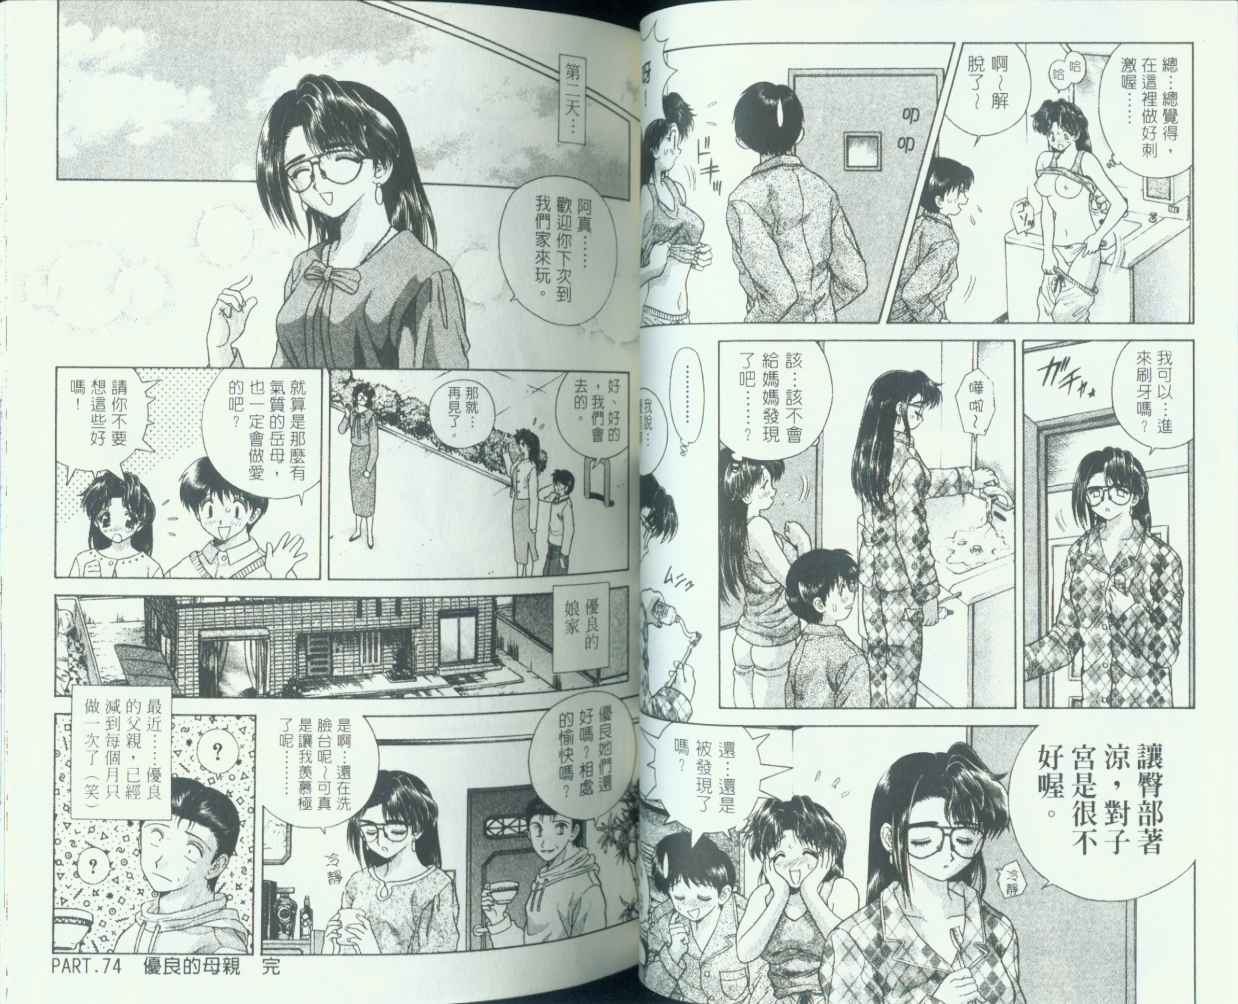 總…總覺得，
在這裡做好刺
激喔……
哈
哈
啊～解
脫了～
叩
叩
ドキ
好
！
我可以…進
來刷牙嗎？
ガチャ
嘩
啦～
該…該不會
給媽媽發現
了吧……？
…………
ムシッ
讓臀部著
涼，對子
宮是很不
好喔。
冷靜
還…還是
被發現了
嗎？
第二天…
阿真……
歡迎你下次到
我們家來玩。
好、好的
，我們會
去的。
那就…
再見了。
就算是那麼有
氣質的岳母，
也一定會做愛
的吧？
請你不要
想這些好
嗎！
優良的
娘家
優良她們還
好嗎？相處
的愉快嗎？
是啊…還在洗
臉台呢～可真
是讓我羨慕極
了呢………
冷靜
最近……優良
的父親，已經
減到每個月只
做一次了（笑）
？
？
PART.74 優良的母親 完